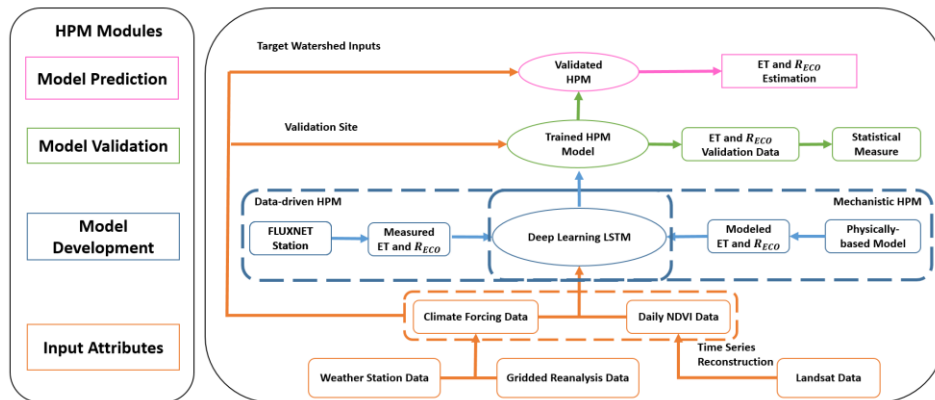 HPM Modules
Model Prediction
Model Validation
Model
Development
Input Attributes
Target Watershed Inputs
Validated
HPM
ET and R_ECO
Estimation
Validation Site
Trained HPM
Model
ET and R_ECO
Validation Data
Statistical
Measure
Data-driven HPM
Mechanistic HPM
FLUXNET
Station
Measured
ET and R_ECO
Deep Learning LSTM
Modeled
ET and R_ECO
Physically-
based Model
Climate Forcing Data
Daily NDVI Data
Time Series
Reconstruction
Weather Station Data
Gridded Reanalysis Data
Landsat Data